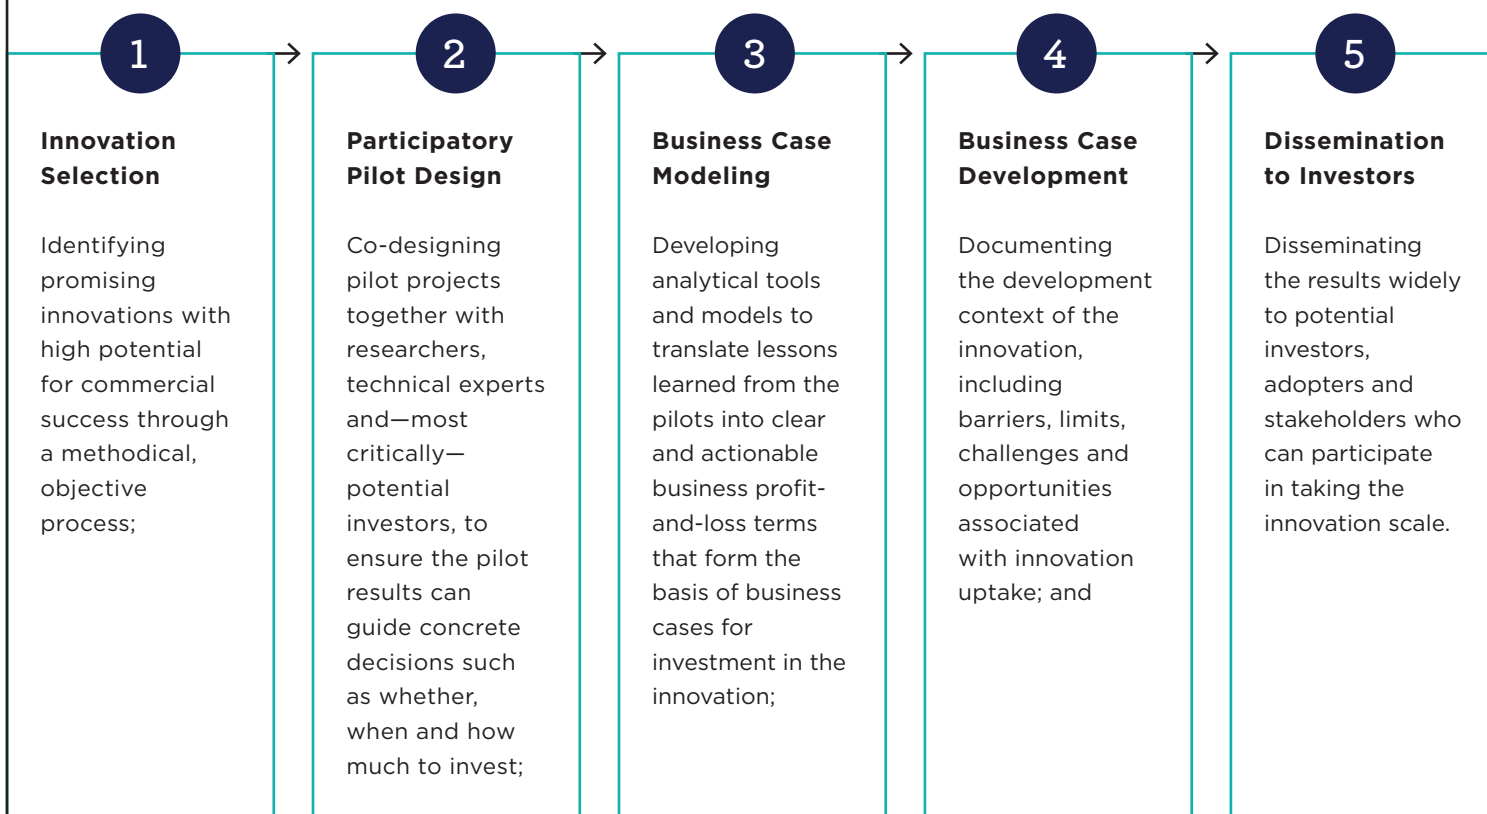 1
Innovation
Selection
Identifying
promising
innovations with
high potential
for commercial
success through
a methodical,
objective
process;
2
Participatory
Pilot Design
Co-designing
pilot projects
together with
researchers,
technical experts
and—most
critically—
potential
investors, to
ensure the pilot
results can
guide concrete
decisions such
as whether,
when and how
much to invest;
3
Business Case
Modeling
Developing
analytical tools
and models to
translate lessons
learned from the
pilots into clear
and actionable
business profit-
and-loss terms
that form the
basis of business
cases for
investment in the
innovation;
4
Business Case
Development
Documenting
the development
context of the
innovation,
including
barriers, limits,
challenges and
opportunities
associated
with innovation
uptake; and
5
Dissemination
to Investors
Disseminating
the results widely
to potential
investors,
adopters and
stakeholders who
can participate
in taking the
innovation scale.